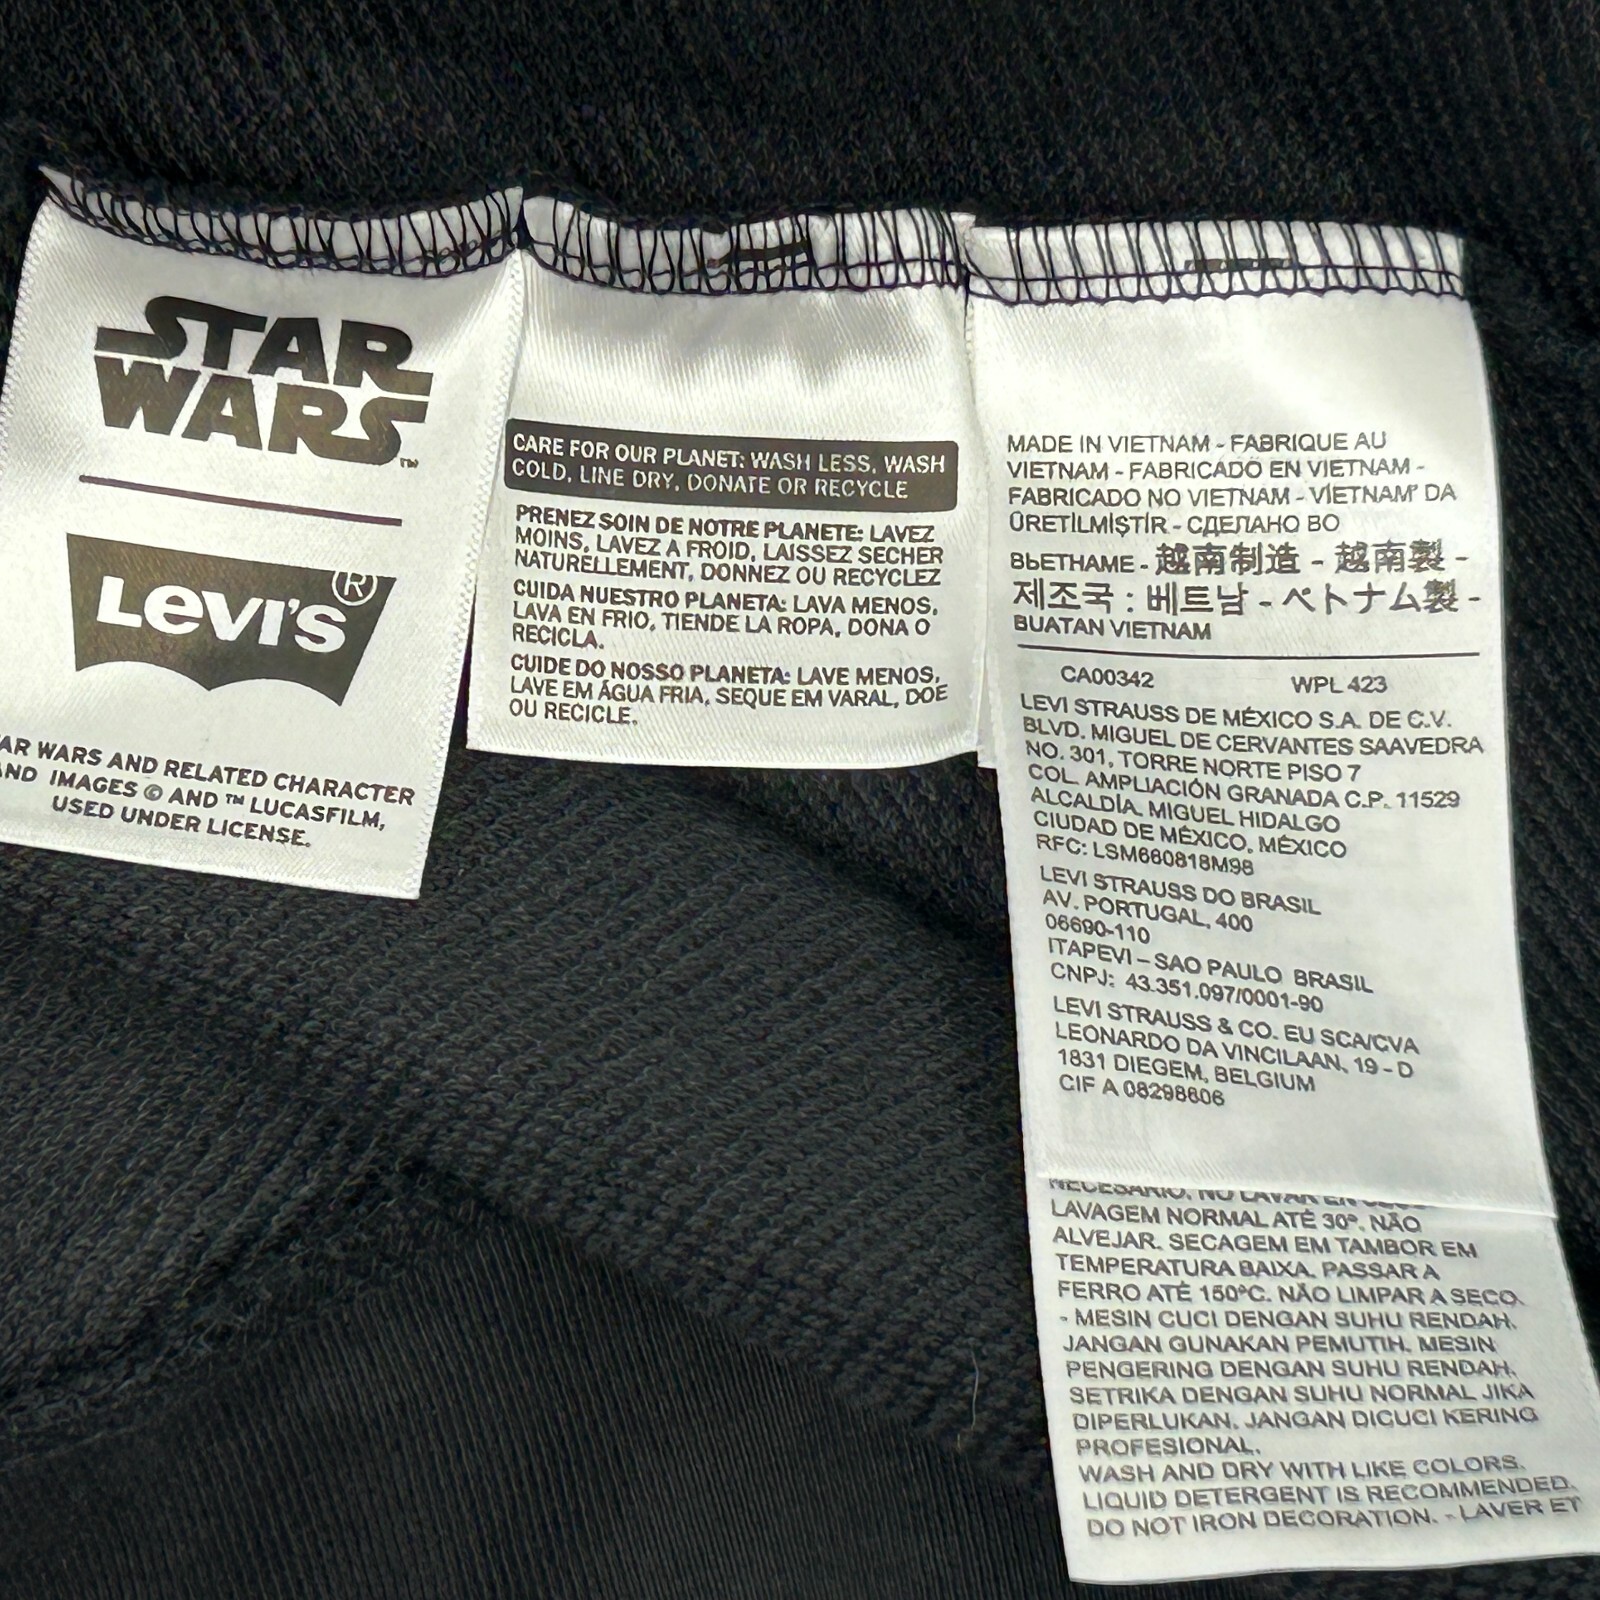 STAR
WARS™
Levi's®
AR WARS AND RELATED CHARACTER
AND IMAGES © AND ™ LUCASFILM,
USED UNDER LICENSE.
CARE FOR OUR PLANET: WASH LESS, WASH
COLD, LINE DRY, DONATE OR RECYCLE
PRENEZ SOIN DE NOTRE PLANETE: LAVEZ
MOINS, LAVEZ A FROID, LAISSEZ SECHER
NATURELLEMENT, DONNEZ OU RECYCLEZ
CUIDA NUESTRO PLANETA: LAVA MENOS,
LAVA EN FRIO, TIENDE LA ROPA, DONA O
RECICLA.
CUIDE DO NOSSO PLANETA: LAVE MENOS,
LAVE EM ÁGUA FRIA, SEQUE EM VARAL, DOE
OU RECICLE.
MADE IN VIETNAM - FABRIQUE AU
VIETNAM - FABRICADO EN VIETNAM -
FABRICADO NO VIETNAM - VİETNAM' DA
ÜRETİLMİŞTİR - СДЕЛАНО ВО
ВЬЕТНАМЕ - 越南制造 - 越南製 -
제조국 : 베트남 - ベトナム製 -
BUATAN VIETNAM
CA00342 WPL 423
LEVI STRAUSS DE MÉXICO S.A. DE C.V.
BLVD. MIGUEL DE CERVANTES SAAVEDRA
NO. 301, TORRE NORTE PISO 7
COL. AMPLIACIÓN GRANADA C.P. 11529
ALCALDÍA. MIGUEL HIDALGO
CIUDAD DE MÉXICO, MÉXICO
RFC: LSM660818M98
LEVI STRAUSS DO BRASIL
AV. PORTUGAL, 400
06690-110
ITAPEVI – SAO PAULO BRASIL
CNPJ: 43.351.097/0001-90
LEVI STRAUSS & CO. EU SCA/CVA
LEONARDO DA VINCILAAN, 19 - D
1831 DIEGEM, BELGIUM
CIF A 08298606
NECESARIO. NO LAVAR EN
LAVAGEM NORMAL ATÉ 30º. NÃO
ALVEJAR. SECAGEM EM TAMBOR EM
TEMPERATURA BAIXA. PASSAR A
FERRO ATÉ 150ºC. NÃO LIMPAR A SECO.
- MESIN CUCI DENGAN SUHU RENDAH.
JANGAN GUNAKAN PEMUTIH. MESIN
PENGERING DENGAN SUHU RENDAH.
SETRIKA DENGAN SUHU NORMAL JIKA
DIPERLUKAN. JANGAN DICUCI KERING
PROFESIONAL.
WASH AND DRY WITH LIKE COLORS.
LIQUID DETERGENT IS RECOMMENDED.
DO NOT IRON DECORATION. - LAVER ET